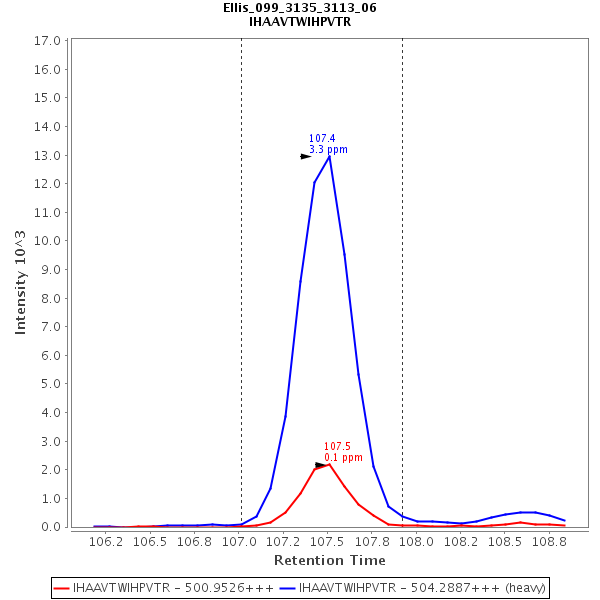 Ellis_099_3135_3113_06
IHAAVTWIHPVTR
17.0
16.0
15.0
14.0
13.0
12.0
11.0
10.0
9.0
8.0
7.0
6.0
5.0
4.0
3.0
2.0
1.0
0.0
Intensity 10^3
107.4
3.3 ppm
107.5
0.1 ppm
106.2 106.5 106.8 107.0 107.2 107.5 107.8 108.0 108.2 108.5 108.8
Retention Time
IHAAVTWIHPVTR - 500.9526+++ IHAAVTWIHPVTR - 504.2887+++ (heavy)